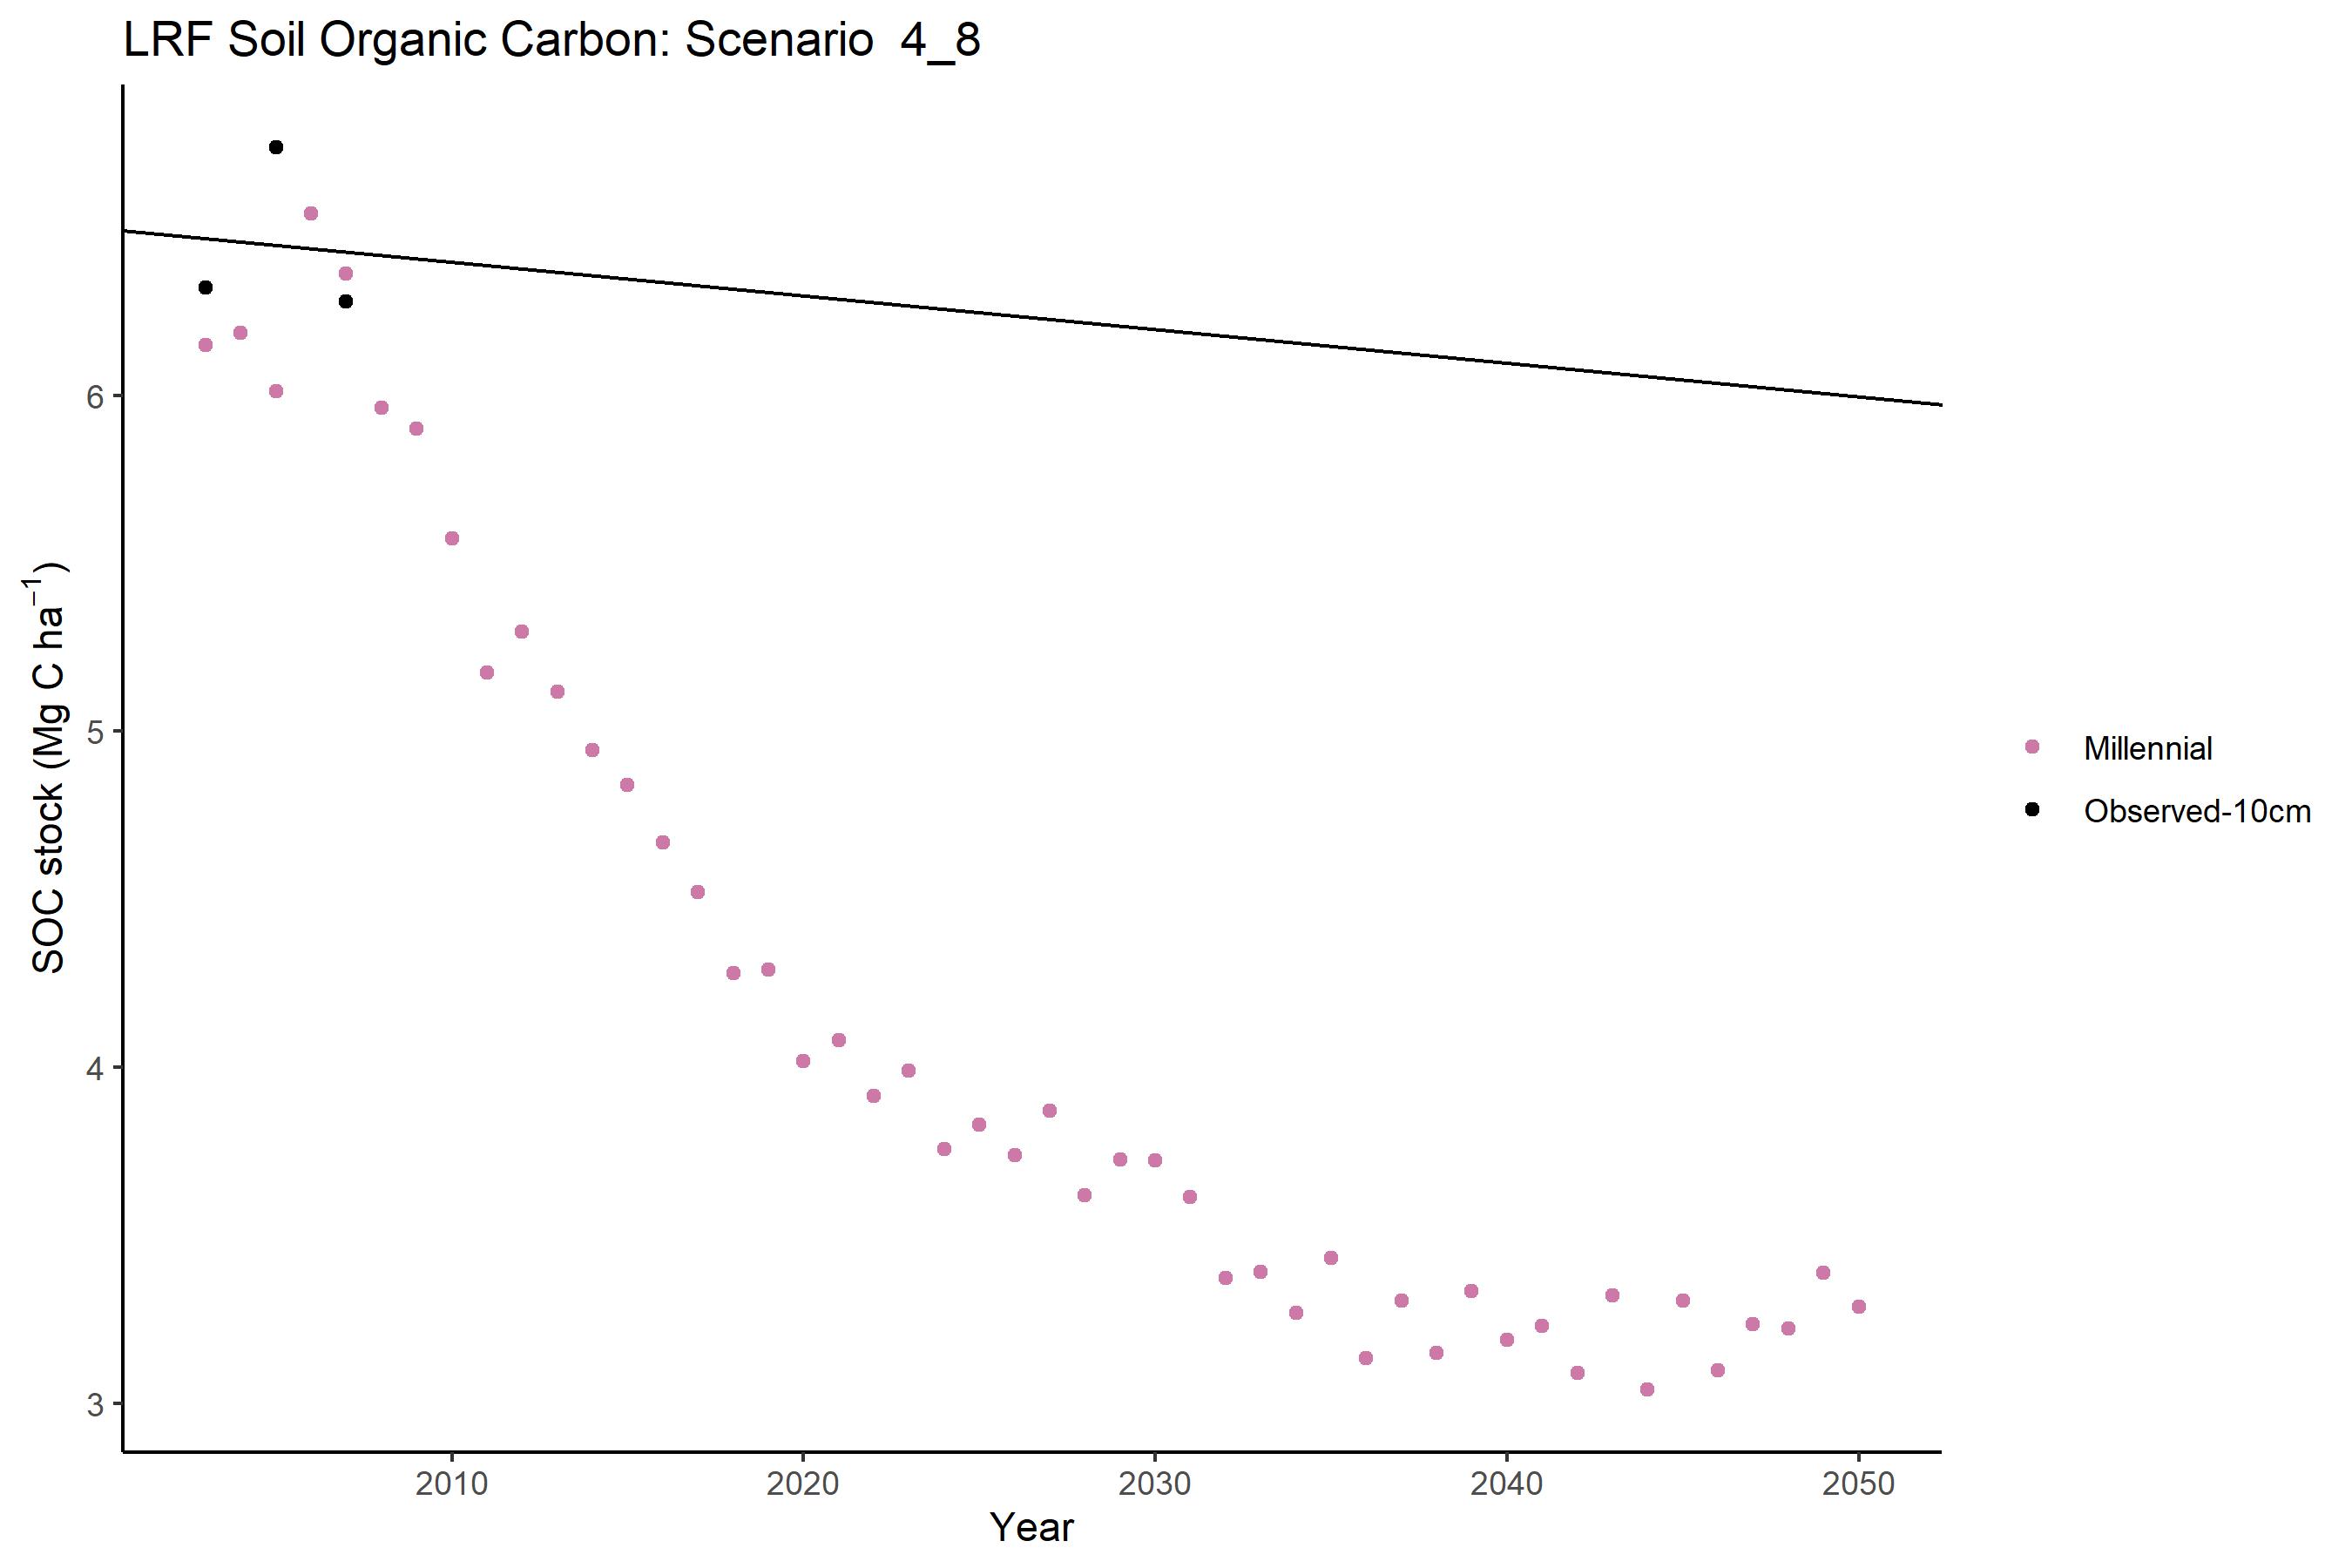 LRF Soil Organic Carbon: Scenario  4_8
SOC stock (Mg C ha⁻¹)
6
5
4
3
2010
2020
2030
2040
2050
Year
Millennial
Observed-10cm